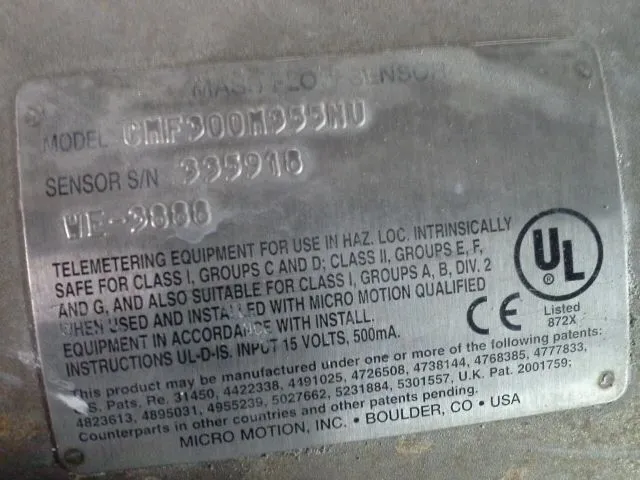 MASS FLOW SENSOR
MODEL CMF300M355NU
SENSOR S/N 335918
WE-3888
TELEMETERING EQUIPMENT FOR USE IN HAZ. LOC. INTRINSICALLY
SAFE FOR CLASS I, GROUPS C AND D; CLASS II, GROUPS E, F,
AND G, AND ALSO SUITABLE FOR CLASS I, GROUPS A, B, DIV. 2
WHEN USED AND INSTALLED WITH MICRO MOTION QUALIFIED
EQUIPMENT IN ACCORDANCE WITH INSTALL.
INSTRUCTIONS UL-D-IS. INPUT 15 VOLTS, 500mA.
UL
®
CE
Listed
872X
This product may be manufactured under one or more of the following patents:
U.S. Pats. Re. 31450, 4422338, 4491025, 4726508, 4738144, 4768385, 4777833,
4823613, 4895031, 4955239, 5027662, 5231884, 5301557, U.K. Pat. 2001759;
Counterparts in other countries and other patents pending.
MICRO MOTION, INC. • BOULDER, CO • USA